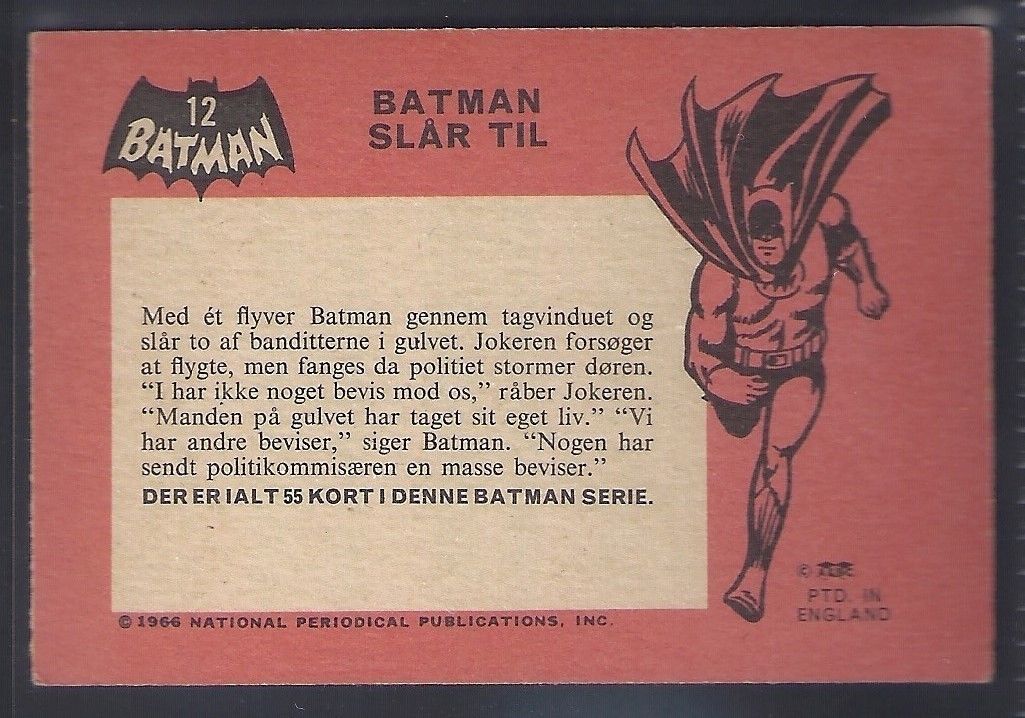 12
BATMAN
BATMAN
SLÅR TIL
Med ét flyver Batman gennem tagvinduet og
slår to af banditterne i gulvet. Jokeren forsøger
at flygte, men fanges da politiet stormer døren.
“I har ikke noget bevis mod os,” råber Jokeren.
“Manden på gulvet har taget sit eget liv.” “Vi
har andre beviser,” siger Batman. “Nogen har
sendt politikommisæren en masse beviser.”
DER ER IALT 55 KORT I DENNE BATMAN SERIE.
©
PTD. IN
ENGLAND
© 1966 NATIONAL PERIODICAL PUBLICATIONS, INC.